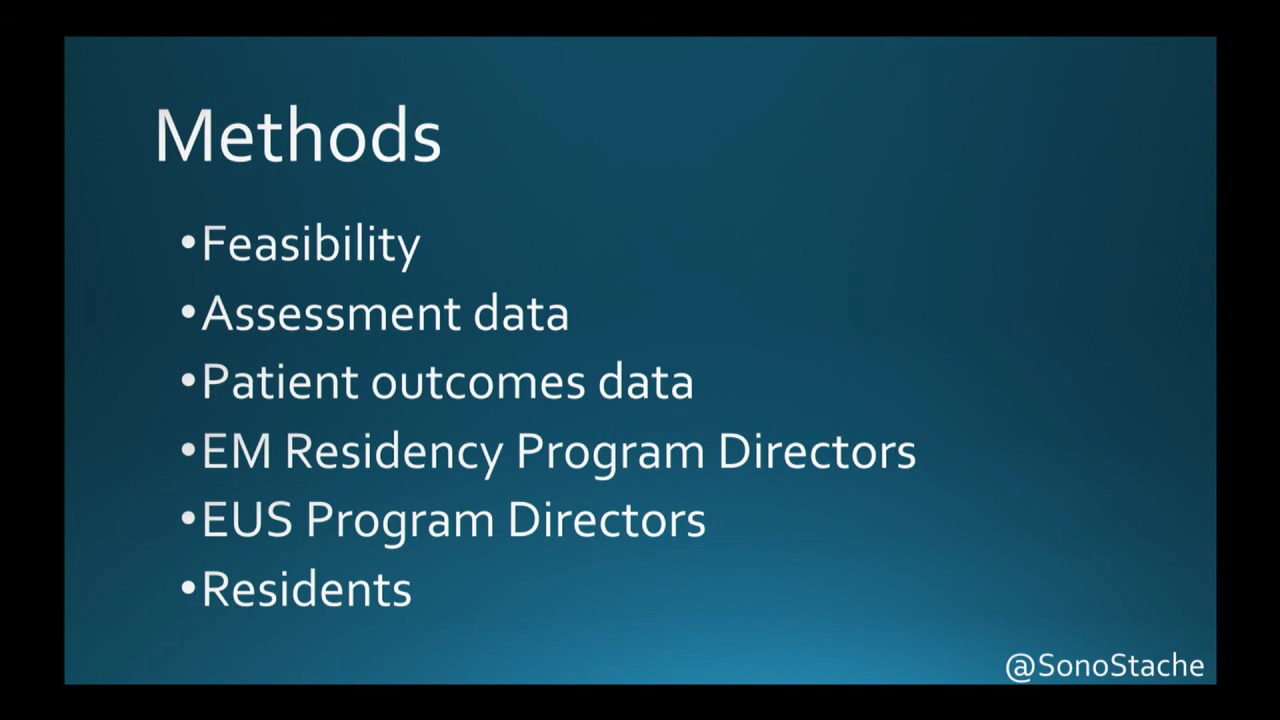 Methods
•Feasibility
•Assessment data
•Patient outcomes data
•EM Residency Program Directors
•EUS Program Directors
•Residents
@SonoStache